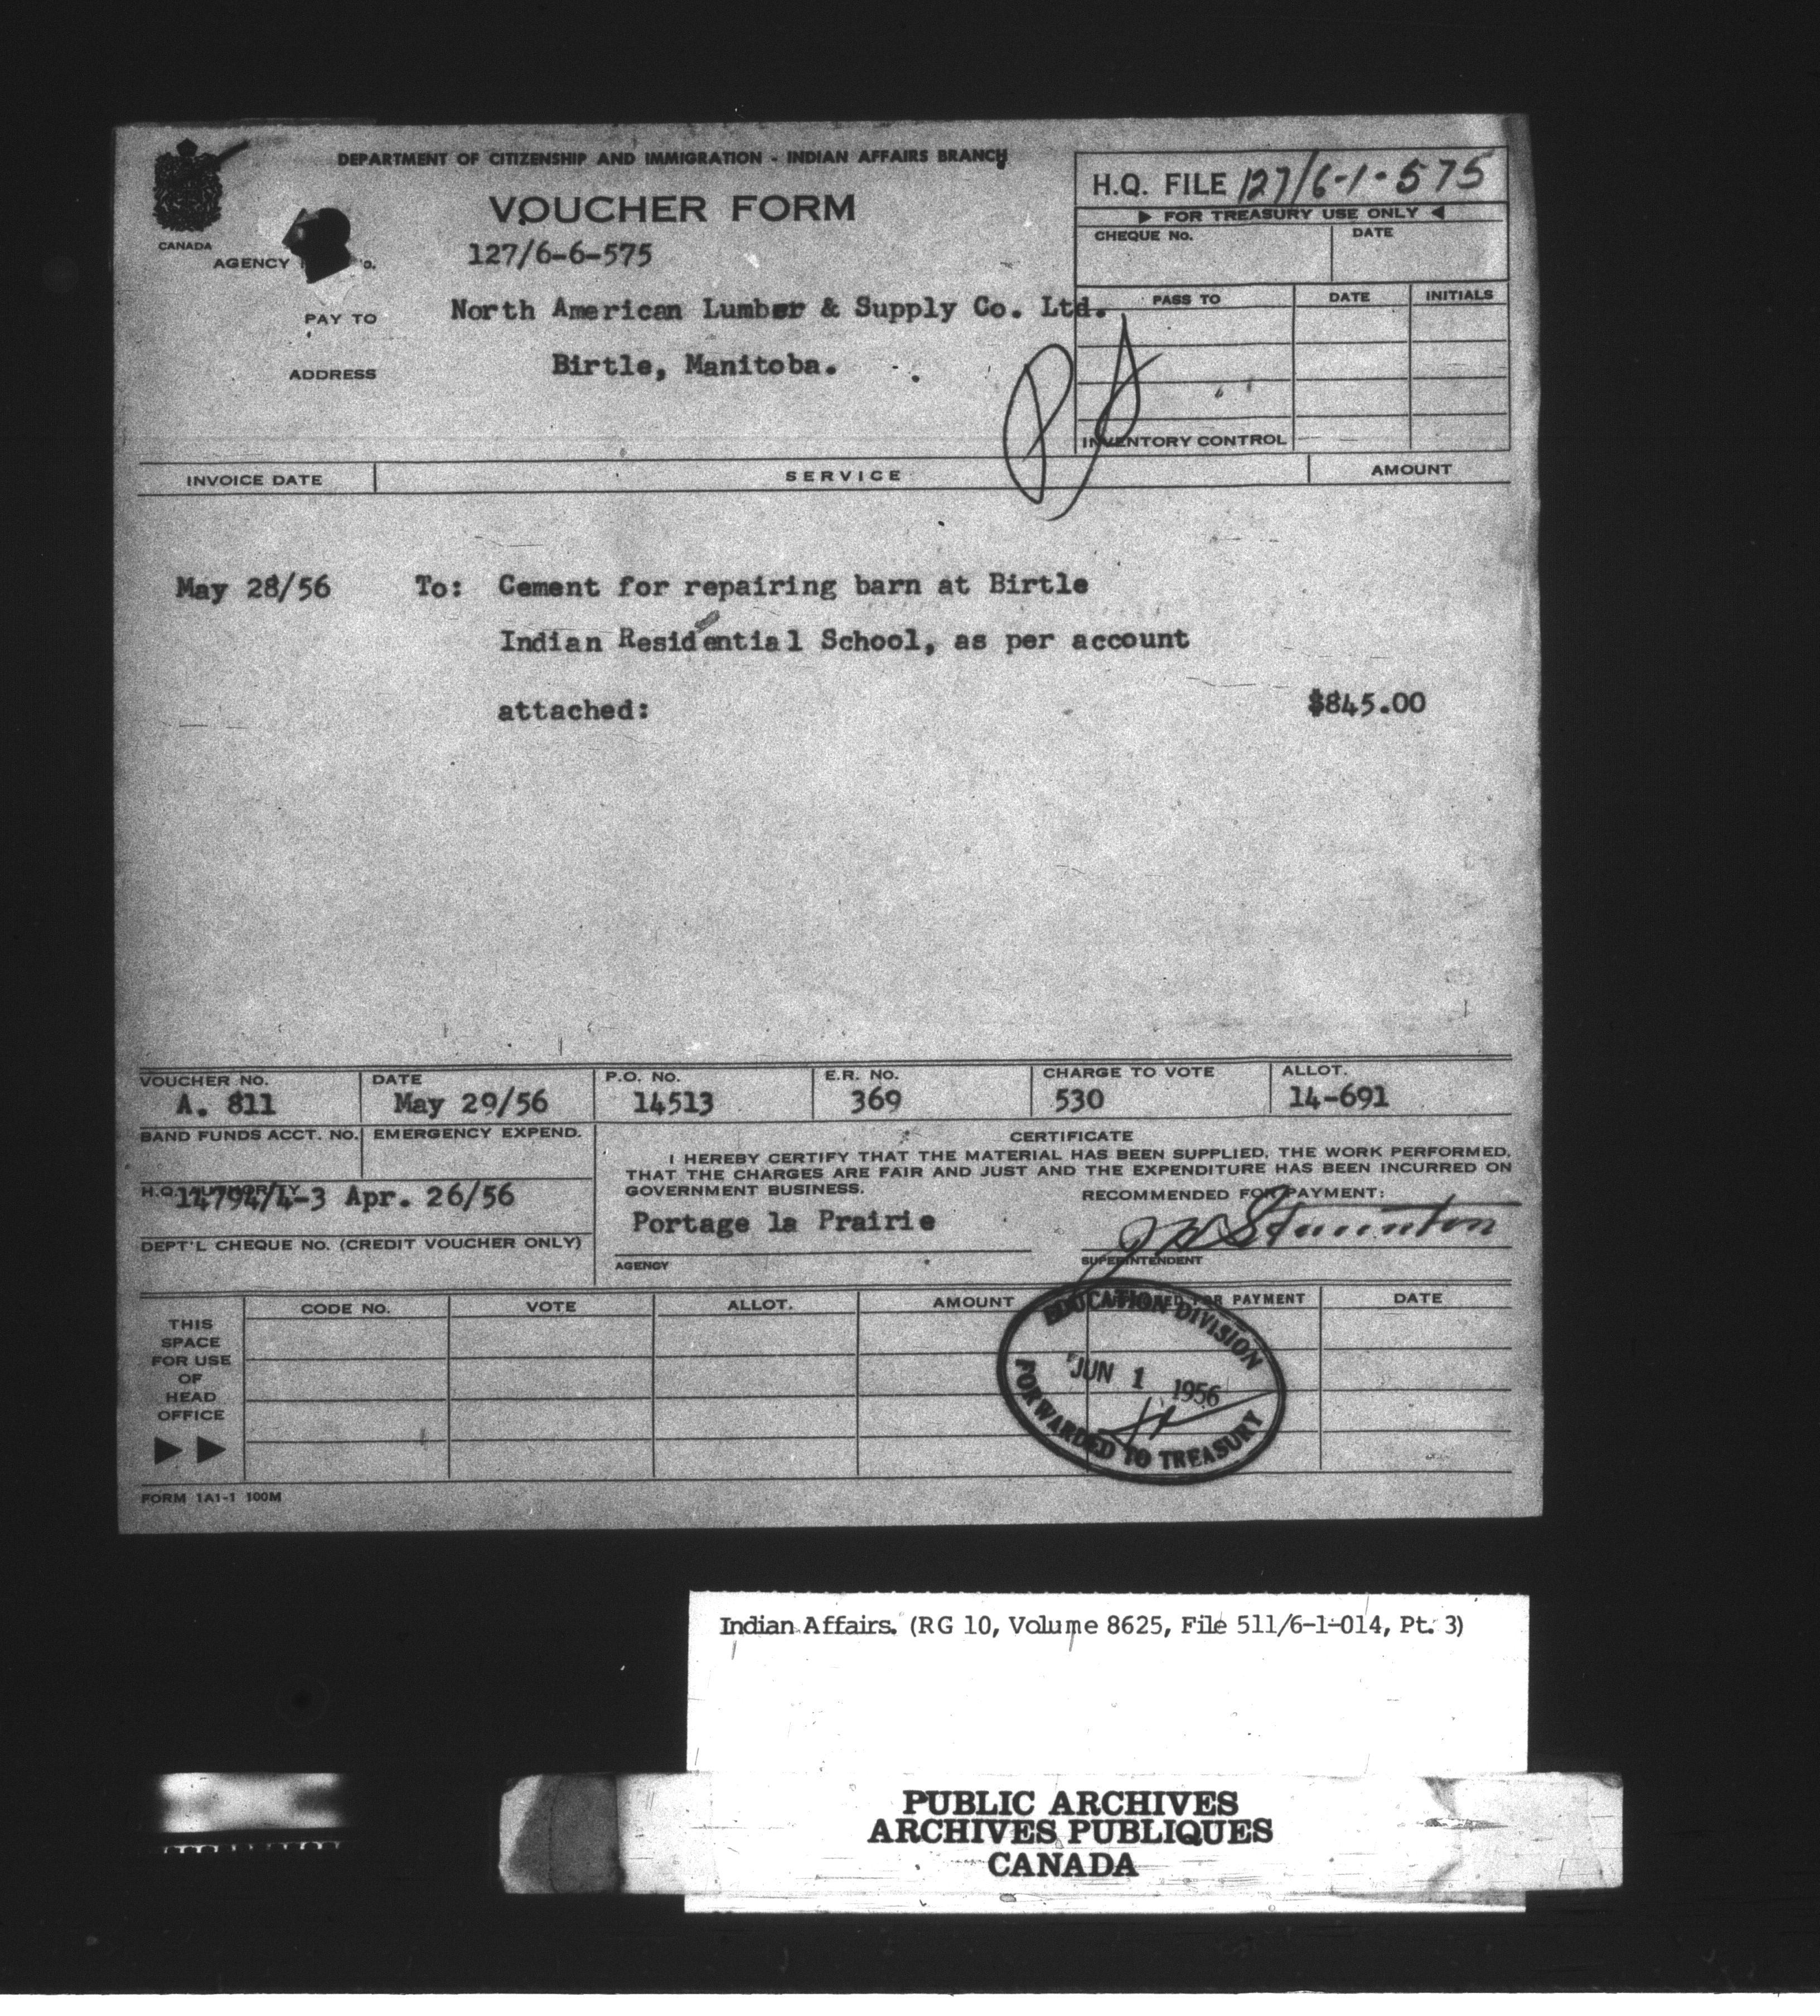 DEPARTMENT OF CITIZENSHIP AND IMMIGRATION - INDIAN AFFAIRS BRANCH
VOUCHER FORM
H.Q. FILE 127/6-1-575
FOR TREASURY USE ONLY
CHEQUE No. DATE
CANADA
AGENCY o. 127/6-6-575
PAY TO North American Lumber & Supply Co. Ltd.
PASS TO DATE INITIALS
ADDRESS Birtle, Manitoba.
INVENTORY CONTROL
INVOICE DATE SERVICE AMOUNT
May 28/56 To: Cement for repairing barn at Birtle
Indian Residential School, as per account
attached: $845.00
VOUCHER NO. DATE P.O. NO. E.R. NO. CHARGE TO VOTE ALLOT.
A. 811 May 29/56 14513 369 530 14-691
BAND FUNDS ACCT. NO. EMERGENCY EXPEND.
CERTIFICATE
I HEREBY CERTIFY THAT THE MATERIAL HAS BEEN SUPPLIED, THE WORK PERFORMED,
THAT THE CHARGES ARE FAIR AND JUST AND THE EXPENDITURE HAS BEEN INCURRED ON
GOVERNMENT BUSINESS.
RECOMMENDED FOR PAYMENT:
H.Q. AUTHORITY 14794/4-3 Apr. 26/56
Portage la Prairie
J H Staunton
DEPT'L CHEQUE NO. (CREDIT VOUCHER ONLY)
AGENCY SUPERINTENDENT
THIS SPACE FOR USE OF HEAD OFFICE
CODE NO. VOTE ALLOT. AMOUNT FOR PAYMENT DATE
EDUCATION DIVISION
JUN 1 1956
FORWARDED TO TREASURY
FORM 1A1-1 100M
Indian Affairs. (RG 10, Volume 8625, File 511/6-1-014, Pt. 3)
PUBLIC ARCHIVES
ARCHIVES PUBLIQUES
CANADA